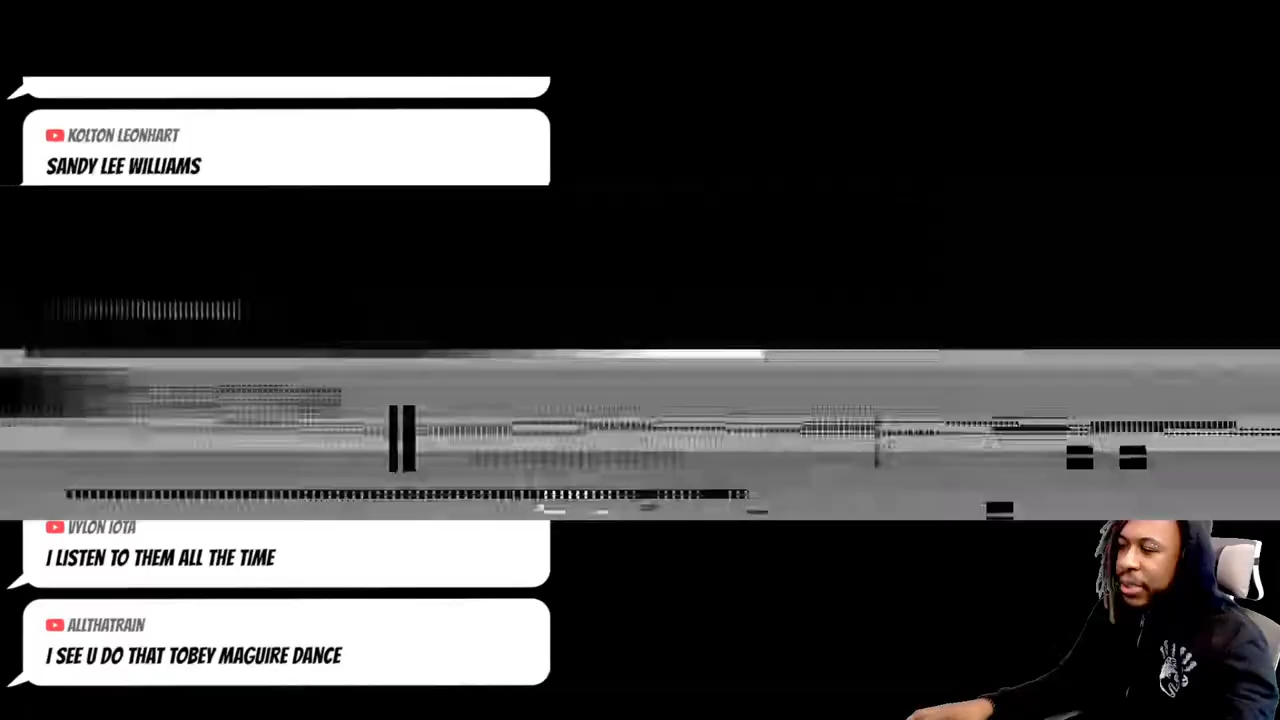 KOLTON LEONHART
SANDY LEE WILLIAMS
VYLON IOTA
I LISTEN TO THEM ALL THE TIME
ALLTHATRAIN
I SEE U DO THAT TOBEY MAGUIRE DANCE